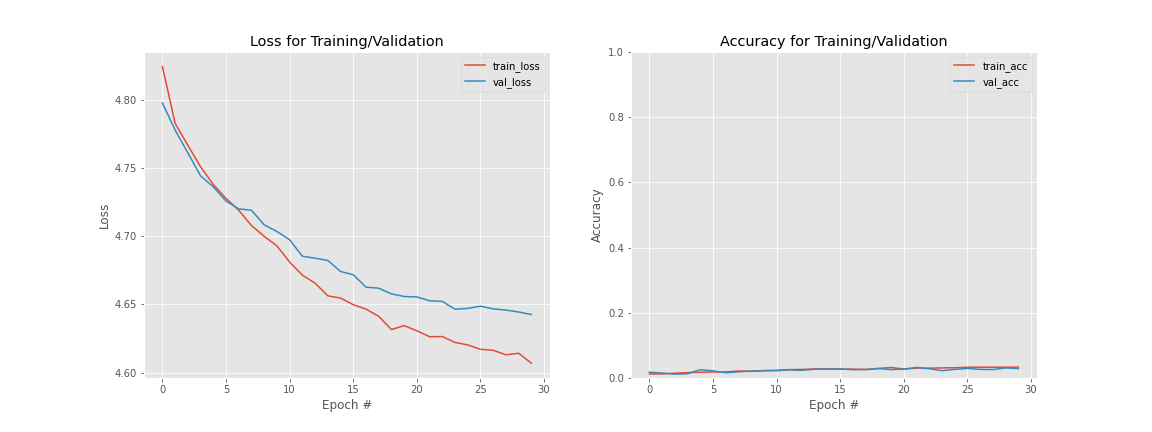 Loss for Training/Validation
train_loss
val_loss
4.80
4.75
4.70
4.65
4.60
Loss
0 5 10 15 20 25 30
Epoch #
Accuracy for Training/Validation
train_acc
val_acc
1.0
0.8
0.6
0.4
0.2
0.0
Accuracy
0 5 10 15 20 25 30
Epoch #